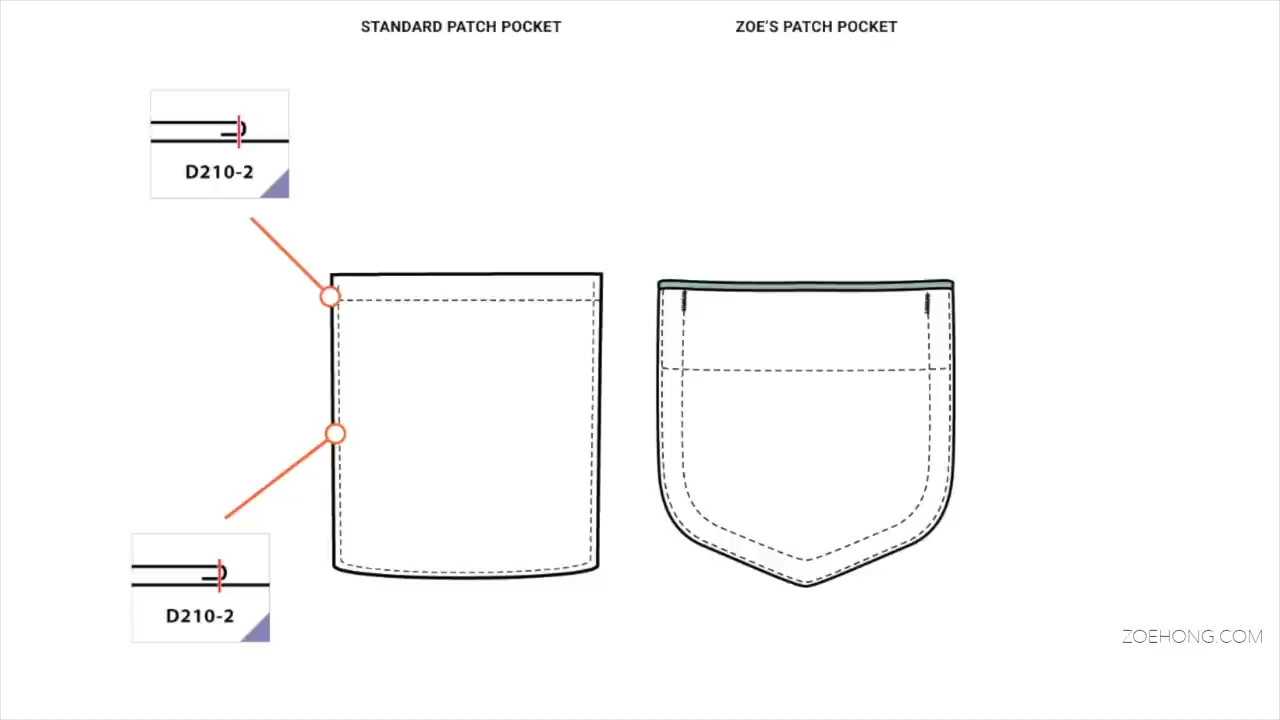 STANDARD PATCH POCKET
ZOE'S PATCH POCKET
D210-2
D210-2
ZOEHONG.COM